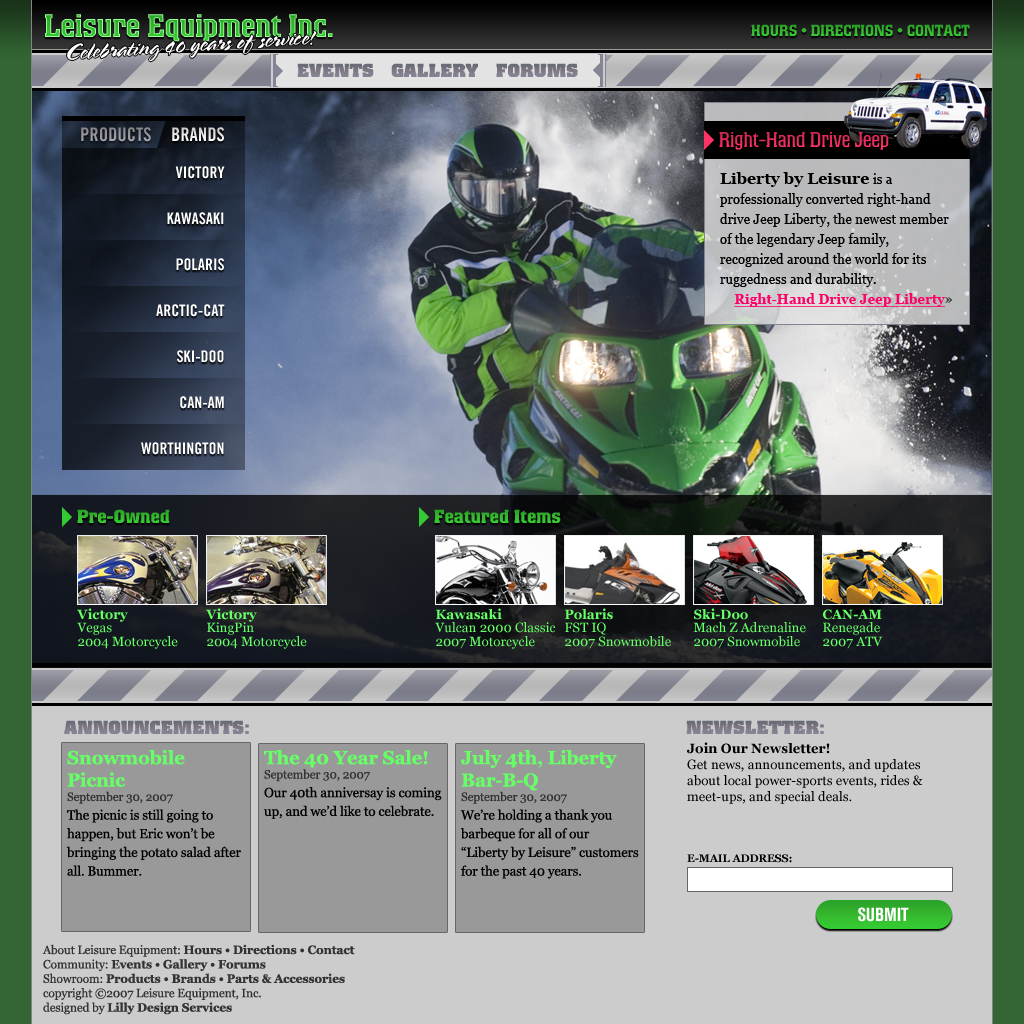 Leisure Equipment Inc.
Celebrating 40 years of service!
HOURS • DIRECTIONS • CONTACT
EVENTS GALLERY FORUMS
PRODUCTS BRANDS
VICTORY
KAWASAKI
POLARIS
ARCTIC-CAT
SKI-DOO
CAN-AM
WORTHINGTON
Right-Hand Drive Jeep
Liberty by Leisure is a
professionally converted right-hand
drive Jeep Liberty, the newest member
of the legendary Jeep family,
recognized around the world for its
ruggedness and durability.
Right-Hand Drive Jeep Liberty»
ARCTIC CAT
Pre-Owned
Victory
Vegas
2004 Motorcycle
Victory
KingPin
2004 Motorcycle
Featured Items
Kawasaki
Vulcan 2000 Classic
2007 Motorcycle
Polaris
FST IQ
2007 Snowmobile
Ski-Doo
Mach Z Adrenaline
2007 Snowmobile
CAN-AM
Renegade
2007 ATV
ANNOUNCEMENTS:
Snowmobile
Picnic
September 30, 2007
The picnic is still going to
happen, but Eric won’t be
bringing the potato salad after
all. Bummer.
The 40 Year Sale!
September 30, 2007
Our 40th anniversay is coming
up, and we’d like to celebrate.
July 4th, Liberty
Bar-B-Q
September 30, 2007
We’re holding a thank you
barbeque for all of our
“Liberty by Leisure” customers
for the past 40 years.
NEWSLETTER:
Join Our Newsletter!
Get news, announcements, and updates
about local power-sports events, rides &
meet-ups, and special deals.
E-MAIL ADDRESS:
SUBMIT
About Leisure Equipment: Hours • Directions • Contact
Community: Events • Gallery • Forums
Showroom: Products • Brands • Parts & Accessories
copyright ©2007 Leisure Equipment, Inc.
designed by Lilly Design Services